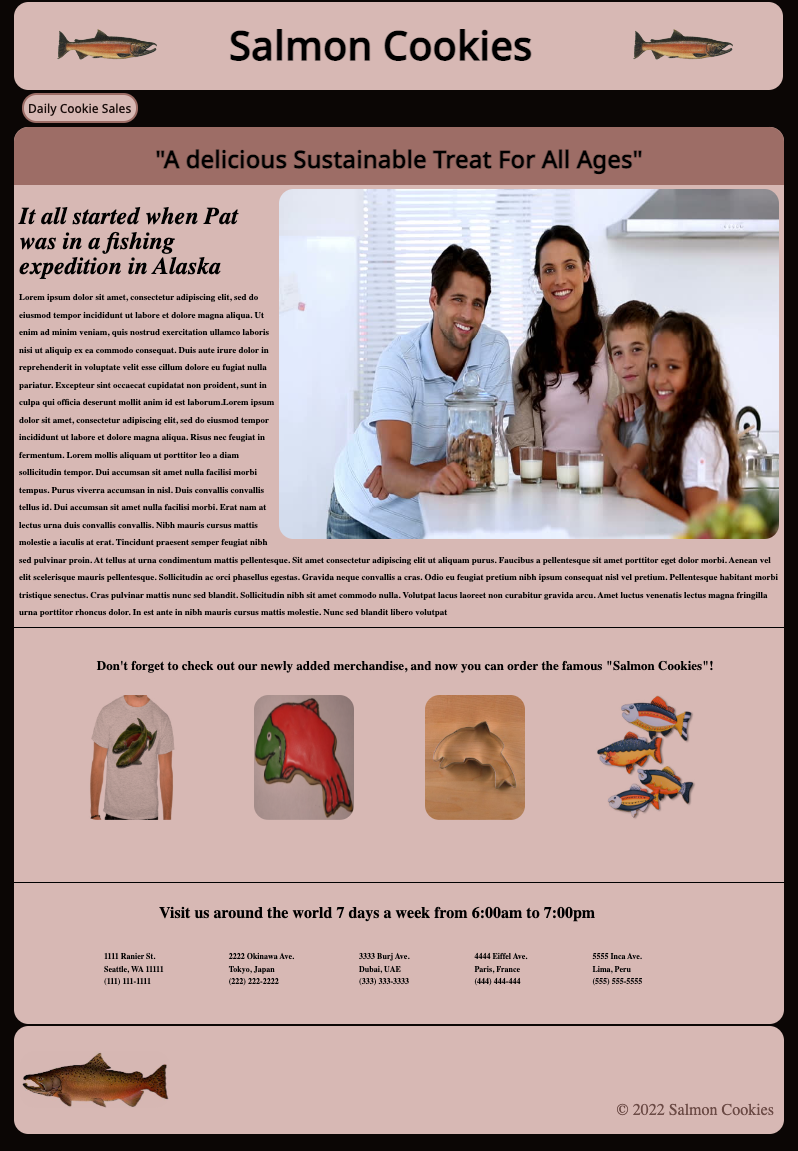 Salmon Cookies
Daily Cookie Sales
"A delicious Sustainable Treat For All Ages"
It all started when Pat
was in a fishing
expedition in Alaska
Lorem ipsum dolor sit amet, consectetur adipiscing elit, sed do
eiusmod tempor incididunt ut labore et dolore magna aliqua. Ut
enim ad minim veniam, quis nostrud exercitation ullamco laboris
nisi ut aliquip ex ea commodo consequat. Duis aute irure dolor in
reprehenderit in voluptate velit esse cillum dolore eu fugiat nulla
pariatur. Excepteur sint occaecat cupidatat non proident, sunt in
culpa qui officia deserunt mollit anim id est laborum.Lorem ipsum
dolor sit amet, consectetur adipiscing elit, sed do eiusmod tempor
incididunt ut labore et dolore magna aliqua. Risus nec feugiat in
fermentum. Lorem mollis aliquam ut porttitor leo a diam
sollicitudin tempor. Dui accumsan sit amet nulla facilisi morbi
tempus. Purus viverra accumsan in nisl. Duis convallis convallis
tellus id. Dui accumsan sit amet nulla facilisi morbi. Erat nam at
lectus urna duis convallis convallis. Nibh mauris cursus mattis
molestie a iaculis at erat. Tincidunt praesent semper feugiat nibh
sed pulvinar proin. At tellus at urna condimentum mattis pellentesque. Sit amet consectetur adipiscing elit ut aliquam purus. Faucibus a pellentesque sit amet porttitor eget dolor morbi. Aenean vel
elit scelerisque mauris pellentesque. Sollicitudin ac orci phasellus egestas. Gravida neque convallis a cras. Odio eu feugiat pretium nibh ipsum consequat nisl vel pretium. Pellentesque habitant morbi
tristique senectus. Cras pulvinar mattis nunc sed blandit. Sollicitudin nibh sit amet commodo nulla. Volutpat lacus laoreet non curabitur gravida arcu. Amet luctus venenatis lectus magna fringilla
urna porttitor rhoncus dolor. In est ante in nibh mauris cursus mattis molestie. Nunc sed blandit libero volutpat
Don't forget to check out our newly added merchandise, and now you can order the famous "Salmon Cookies"!
Visit us around the world 7 days a week from 6:00am to 7:00pm
1111 Ranier St.
Seattle, WA 11111
(111) 111-1111
2222 Okinawa Ave.
Tokyo, Japan
(222) 222-2222
3333 Burj Ave.
Dubai, UAE
(333) 333-3333
4444 Eiffel Ave.
Paris, France
(444) 444-444
5555 Inca Ave.
Lima, Peru
(555) 555-5555
© 2022 Salmon Cookies